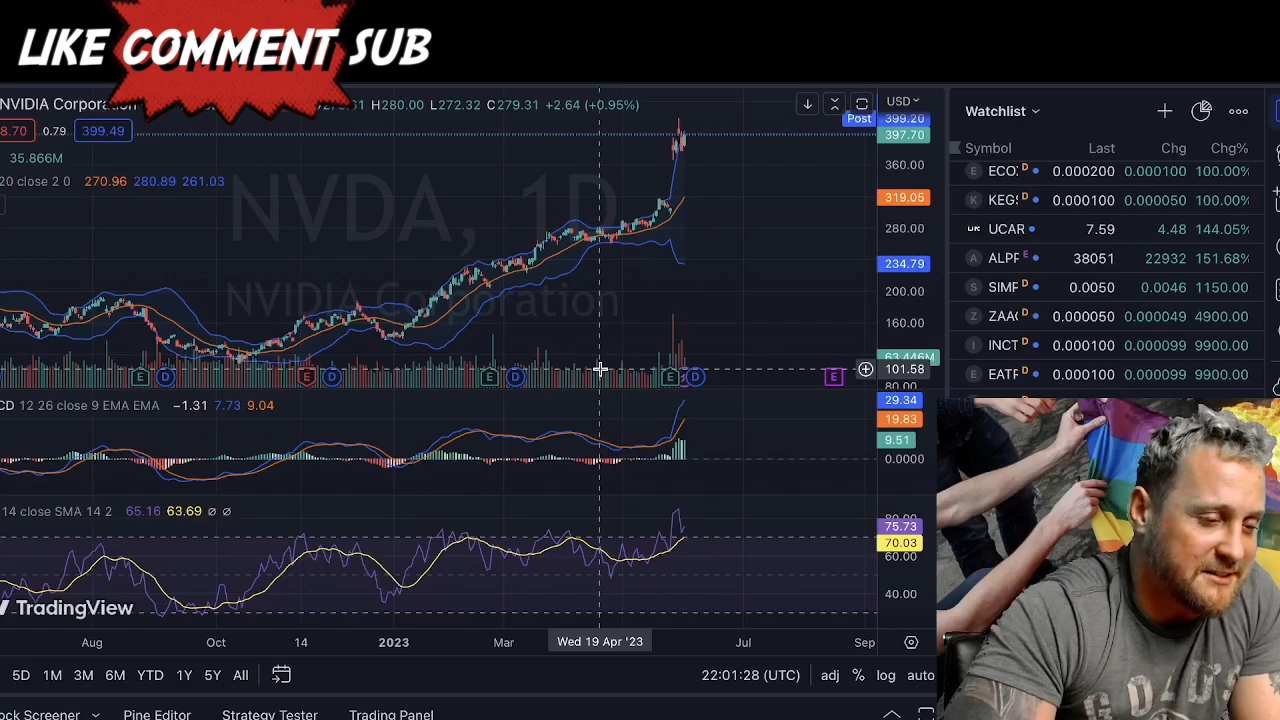 LIKE COMMENT SUB
NVIDIA Corporation H280.00 L272.32 C279.31 +2.64 (+0.95%) USD
Watchlist
8.70 0.79 399.49
Post 399.20
397.70
35.866M
20 close 2 0 270.96 280.89 261.03
360.00
319.05
280.00
234.79
200.00
160.00
63.446M
101.58
80.00
NVDA, 1D
NVIDIA Corporation
E D E D E D E D E
CD 12 26 close 9 EMA EMA −1.31 7.73 9.04
29.34
19.83
9.51
0.0000
14 close SMA 14 2 65.16 63.69 ∅ ∅
80.00
75.73
70.03
60.00
40.00
TradingView
Aug Oct 14 2023 Mar Wed 19 Apr '23 Jul Sep
5D 1M 3M 6M YTD 1Y 5Y All 22:01:28 (UTC) adj % log auto
ock Screener Pine Editor Strategy Tester Trading Panel
Symbol Last Chg Chg%
E ECO D 0.000200 0.000100 100.00%
K KEGS D 0.000100 0.000050 100.00%
UCAR 7.59 4.48 144.05%
A ALPP E 38051 22932 151.68%
S SIMP D 0.0050 0.0046 1150.00%
Z ZAA D 0.000050 0.000049 4900.00%
I INCT D 0.000100 0.000099 9900.00%
E EATF D 0.000100 0.000099 9900.00%
GOLD'S
G